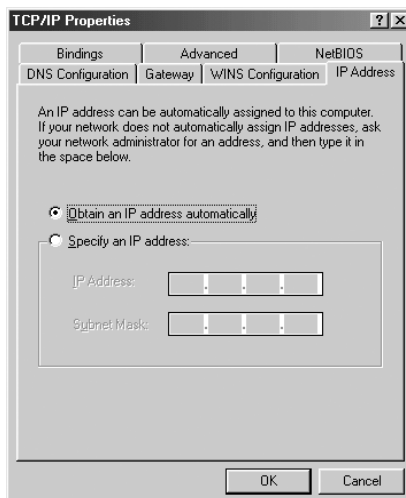 TCP/IP Properties
Bindings Advanced NetBIOS
DNS Configuration Gateway WINS Configuration IP Address
An IP address can be automatically assigned to this computer.
If your network does not automatically assign IP addresses, ask
your network administrator for an address, and then type it in
the space below.
Obtain an IP address automatically
Specify an IP address:
IP Address:
Subnet Mask:
OK Cancel